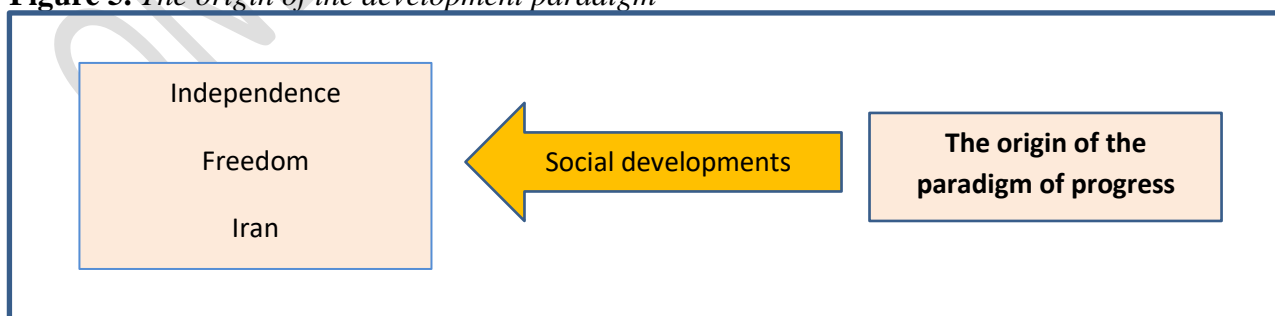 Figure 3. The origin of the development paradigm
Independence
Freedom
Iran
Social developments
The origin of the
paradigm of progress